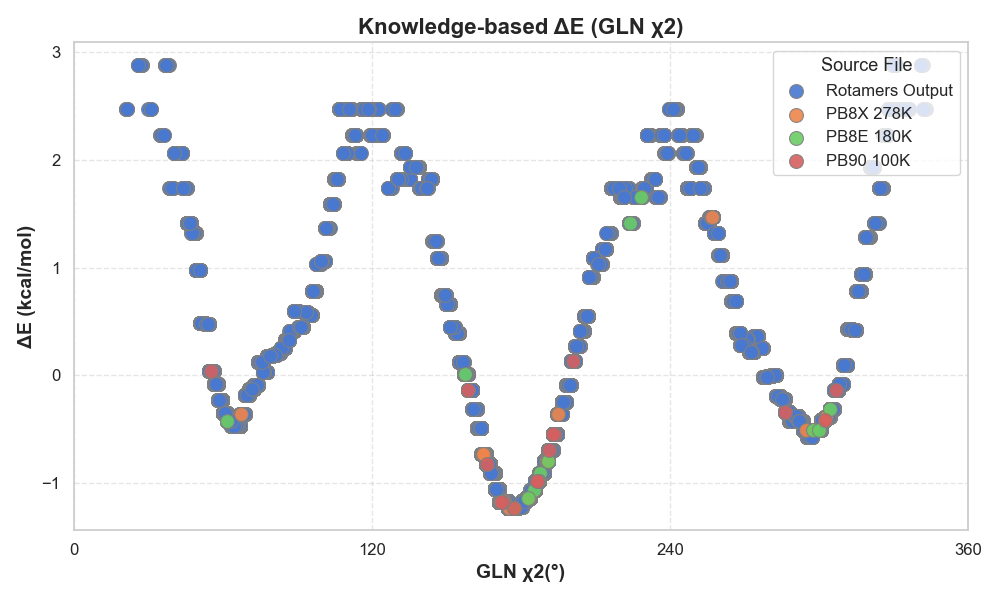 Knowledge-based ΔE (GLN χ2)
3
2
1
0
−1
ΔE (kcal/mol)
0
120
240
360
GLN χ2(°)
Source File
Rotamers Output
PB8X 278K
PB8E 180K
PB90 100K